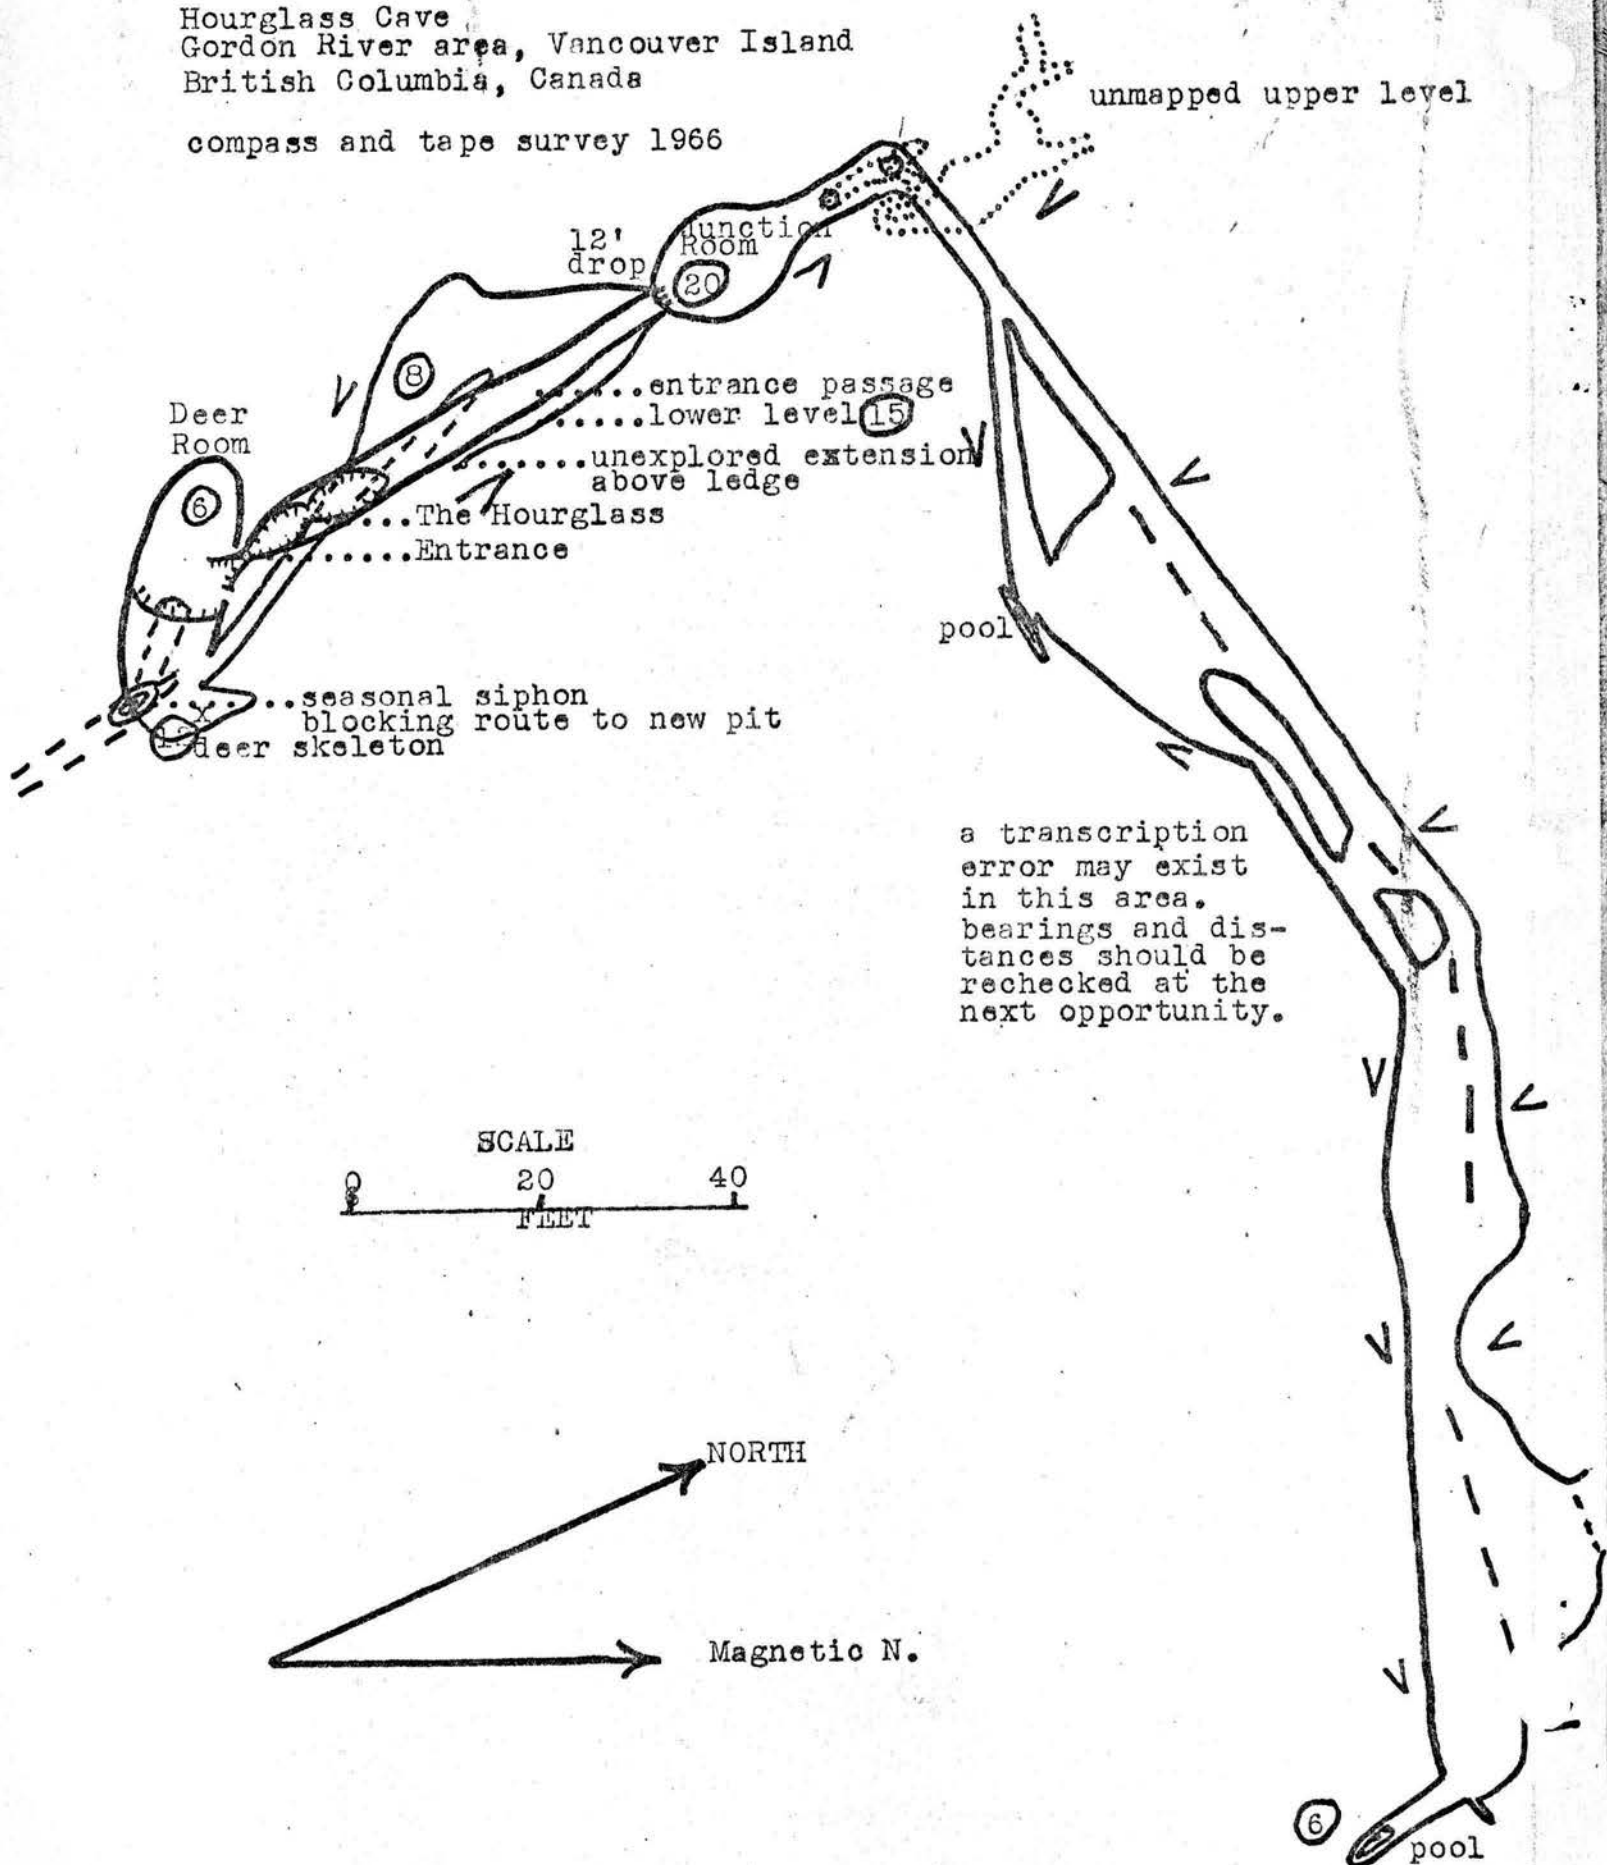 Hourglass Cave
Gordon River area, Vancouver Island
British Columbia, Canada
compass and tape survey 1966
unmapped upper level
12'
drop
Junction
Room
20
8
Deer
Room
6
entrance passage
lower level 15
unexplored extension
above ledge
The Hourglass
Entrance
pool
seasonal siphon
x
blocking route to new pit
deer skeleton
a transcription
error may exist
in this area.
bearings and dis-
tances should be
rechecked at the
next opportunity.
SCALE
0 20 40
FEET
NORTH
Magnetic N.
6
pool